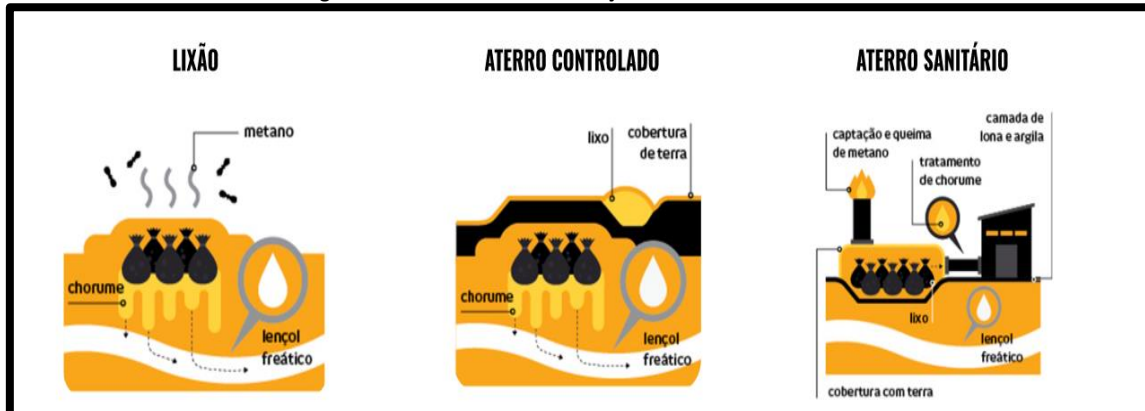 LIXÃO
metano
chorume
lençol
freático
ATERRO CONTROLADO
lixo
cobertura
de terra
chorume
lençol
freático
ATERRO SANITÁRIO
captação e queima
de metano
tratamento
de chorume
camada de
lona e argila
lixo
lençol
freático
cobertura com terra